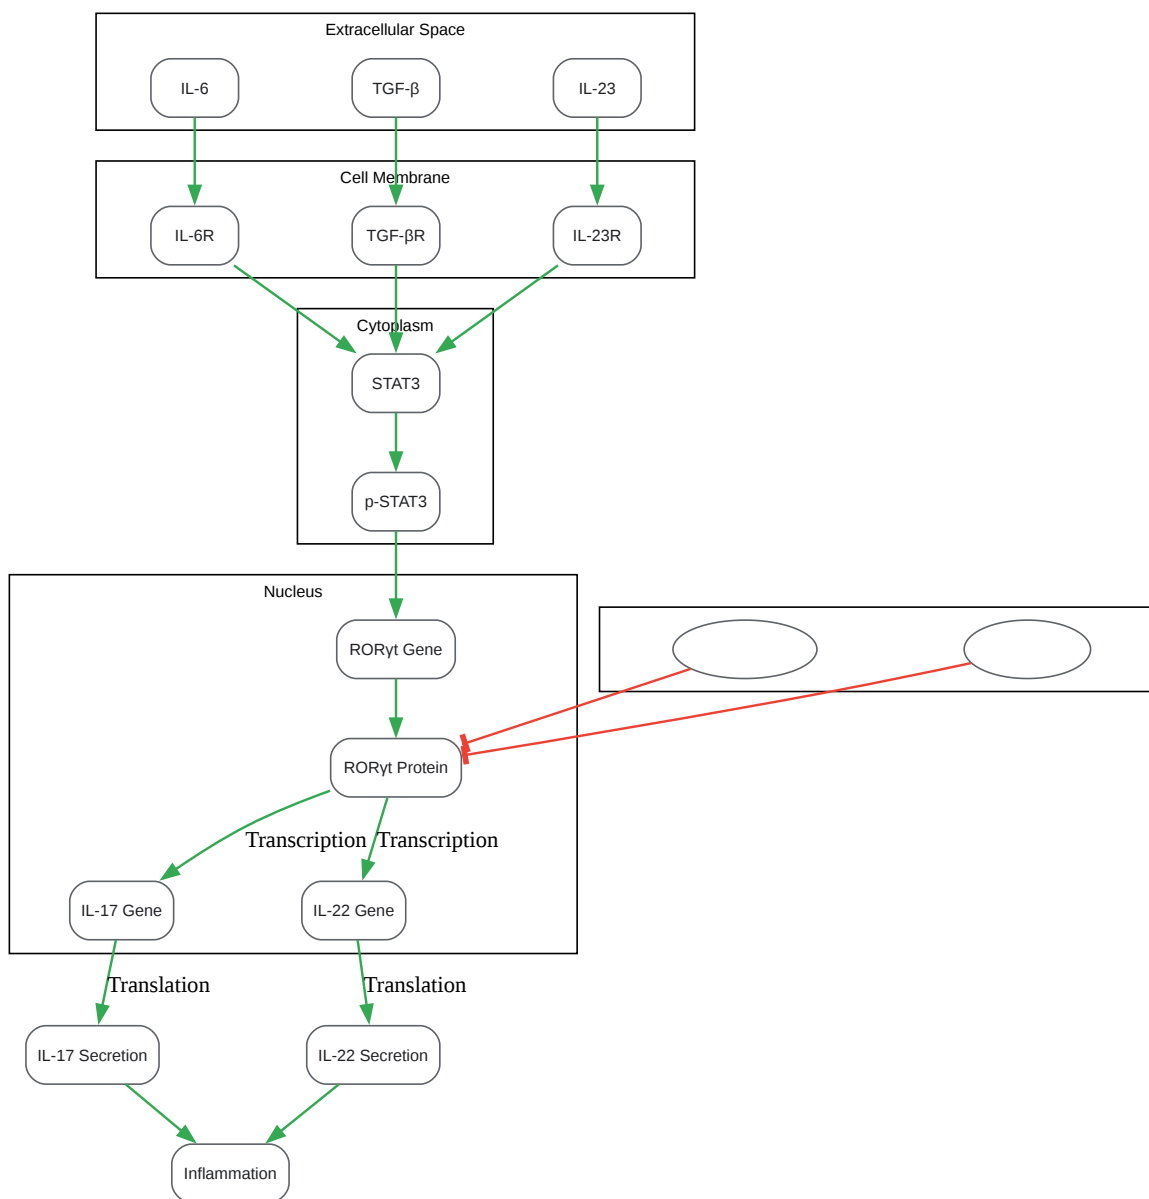 Extracellular Space
IL-6
TGF-β
IL-23
Cell Membrane
IL-6R
TGF-βR
IL-23R
Cytoplasm
STAT3
p-STAT3
Nucleus
RORγt Gene
RORγt Protein
Transcription
Transcription
IL-17 Gene
IL-22 Gene
Translation
Translation
IL-17 Secretion
IL-22 Secretion
Inflammation